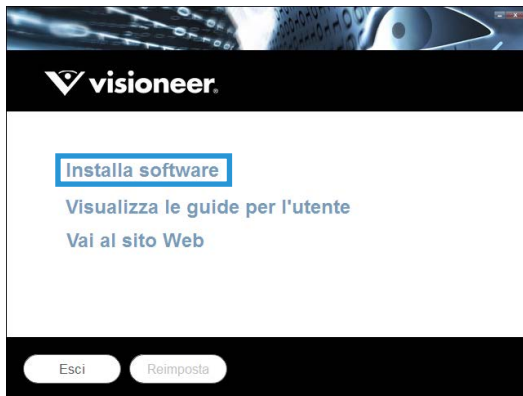 visioneer®
Installa software
Visualizza le guide per l'utente
Vai al sito Web
Esci
Reimposta